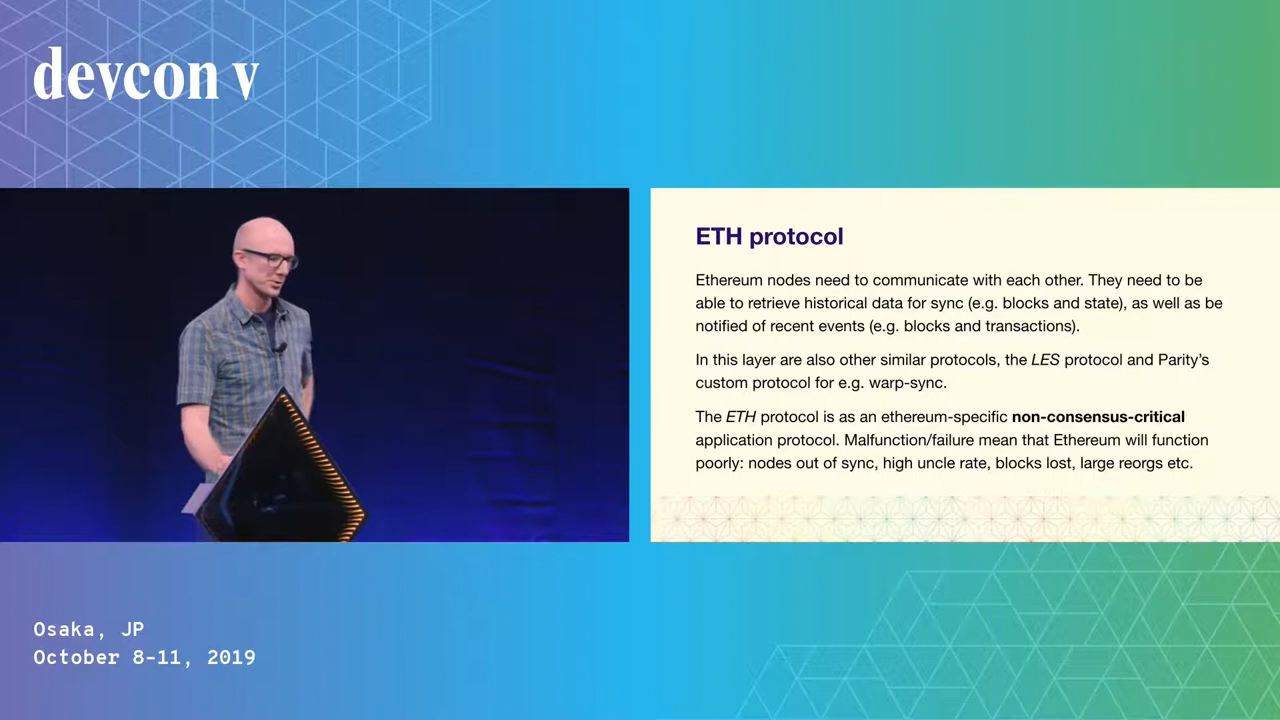 devcon v
ETH protocol
Ethereum nodes need to communicate with each other. They need to be
able to retrieve historical data for sync (e.g. blocks and state), as well as be
notified of recent events (e.g. blocks and transactions).
In this layer are also other similar protocols, the LES protocol and Parity's
custom protocol for e.g. warp-sync.
The ETH protocol is as an ethereum-specific non-consensus-critical
application protocol. Malfunction/failure mean that Ethereum will function
poorly: nodes out of sync, high uncle rate, blocks lost, large reorgs etc.
Osaka, JP
October 8-11, 2019